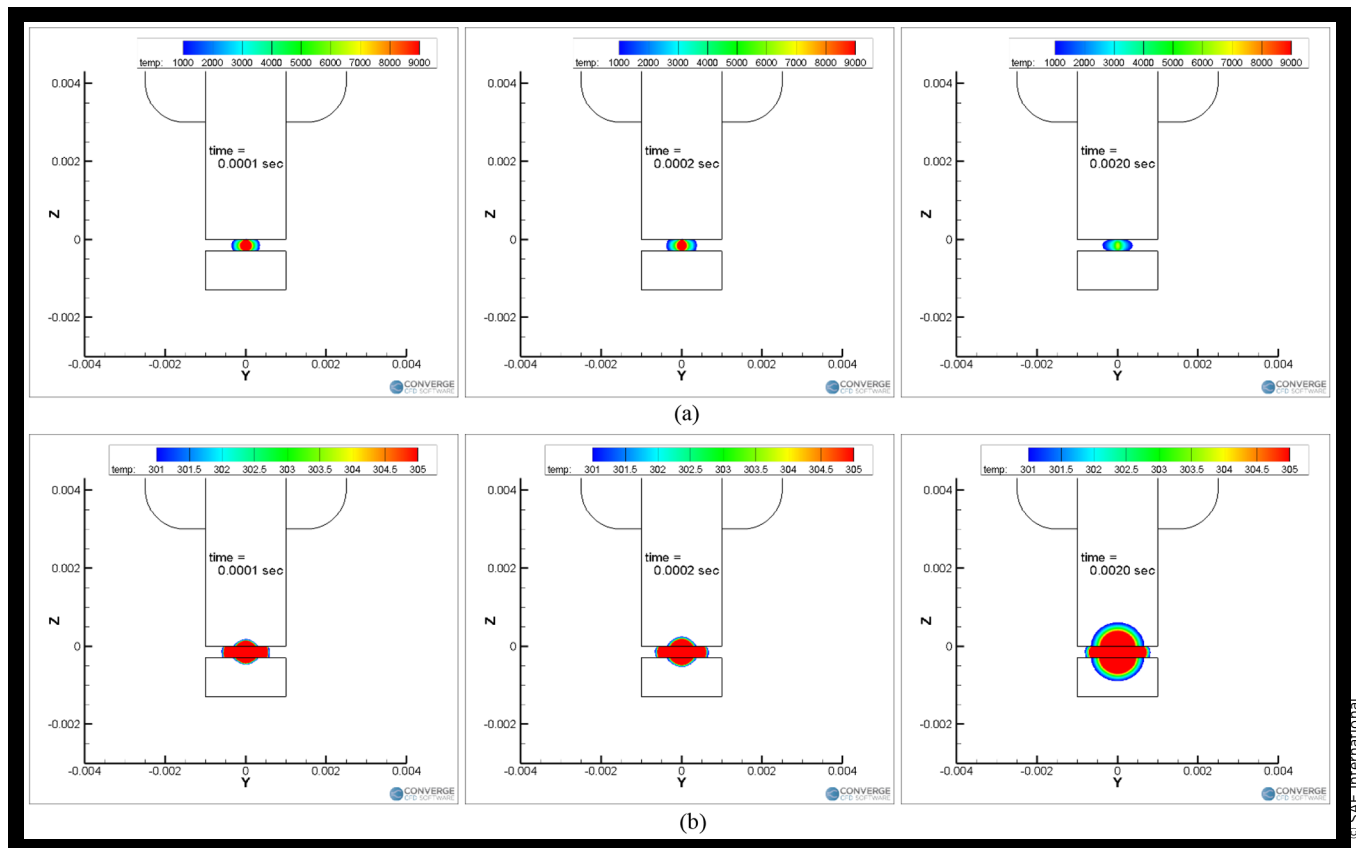 temp: 1000 2000 3000 4000 5000 6000 7000 8000 9000
0.004
0.002
0
-0.002
Z
time =
0.0001 sec
-0.004 -0.002 0 0.002 0.004
Y
CONVERGE
CFD SOFTWARE
temp: 1000 2000 3000 4000 5000 6000 7000 8000 9000
0.004
0.002
0
-0.002
Z
time =
0.0002 sec
-0.004 -0.002 0 0.002 0.004
Y
CONVERGE
CFD SOFTWARE
temp: 1000 2000 3000 4000 5000 6000 7000 8000 9000
0.004
0.002
0
-0.002
Z
time =
0.0020 sec
-0.004 -0.002 0 0.002 0.004
Y
CONVERGE
CFD SOFTWARE
(a)
temp: 301 301.5 302 302.5 303 303.5 304 304.5 305
0.004
0.002
0
-0.002
Z
time =
0.0001 sec
-0.004 -0.002 0 0.002 0.004
Y
CONVERGE
CFD SOFTWARE
temp: 301 301.5 302 302.5 303 303.5 304 304.5 305
0.004
0.002
0
-0.002
Z
time =
0.0002 sec
-0.004 -0.002 0 0.002 0.004
Y
CONVERGE
CFD SOFTWARE
temp: 301 301.5 302 302.5 303 303.5 304 304.5 305
0.004
0.002
0
-0.002
Z
time =
0.0020 sec
-0.004 -0.002 0 0.002 0.004
Y
CONVERGE
CFD SOFTWARE
(b)
(c) SAE International